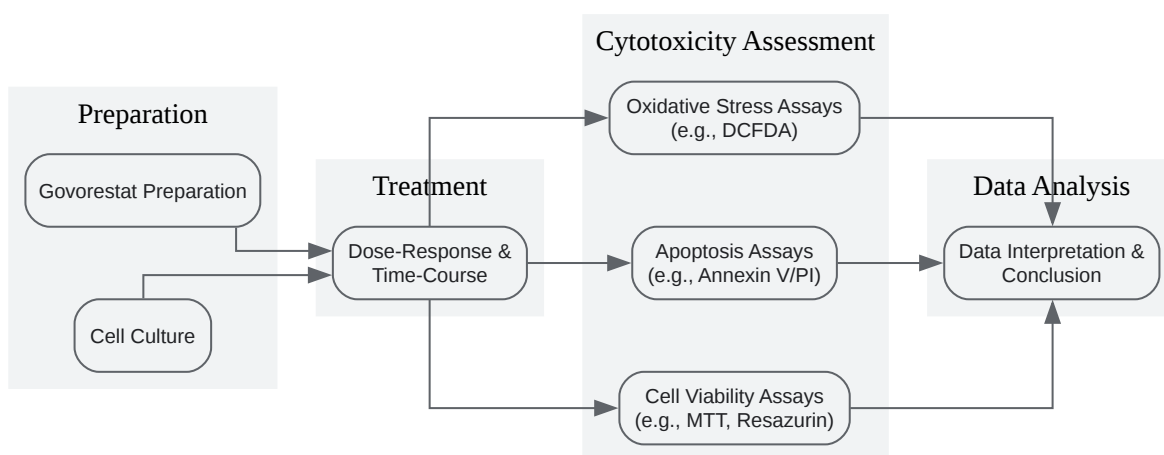 Preparation
Govorestat Preparation
Cell Culture
Treatment
Dose-Response &
Time-Course
Cytotoxicity Assessment
Oxidative Stress Assays
(e.g., DCFDA)
Apoptosis Assays
(e.g., Annexin V/PI)
Cell Viability Assays
(e.g., MTT, Resazurin)
Data Analysis
Data Interpretation &
Conclusion